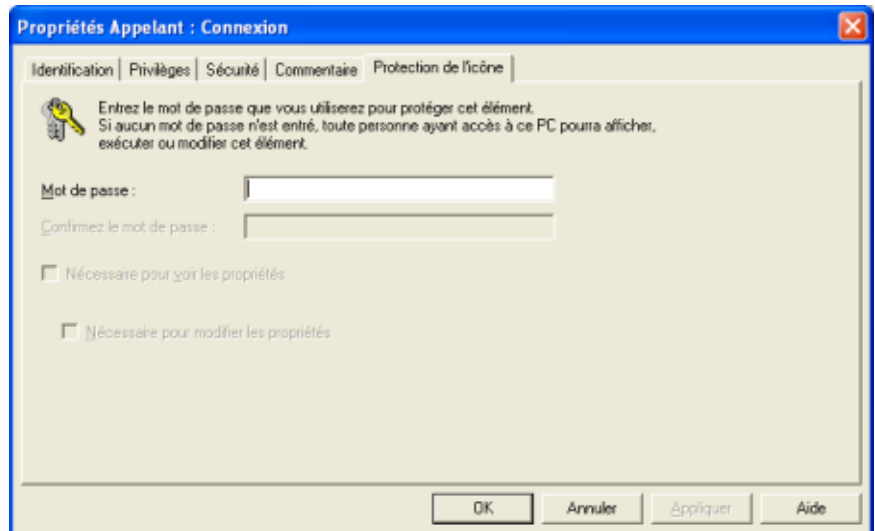 Propriétés Appelant : Connexion
Identification Privilèges Sécurité Commentaire Protection de l'icône
Entrez le mot de passe que vous utiliserez pour protéger cet élément.
Si aucun mot de passe n'est entré, toute personne ayant accès à ce PC pourra afficher,
exécuter ou modifier cet élément.
Mot de passe :
Confirmez le mot de passe :
Nécessaire pour voir les propriétés
Nécessaire pour modifier les propriétés
OK Annuler Appliquer Aide